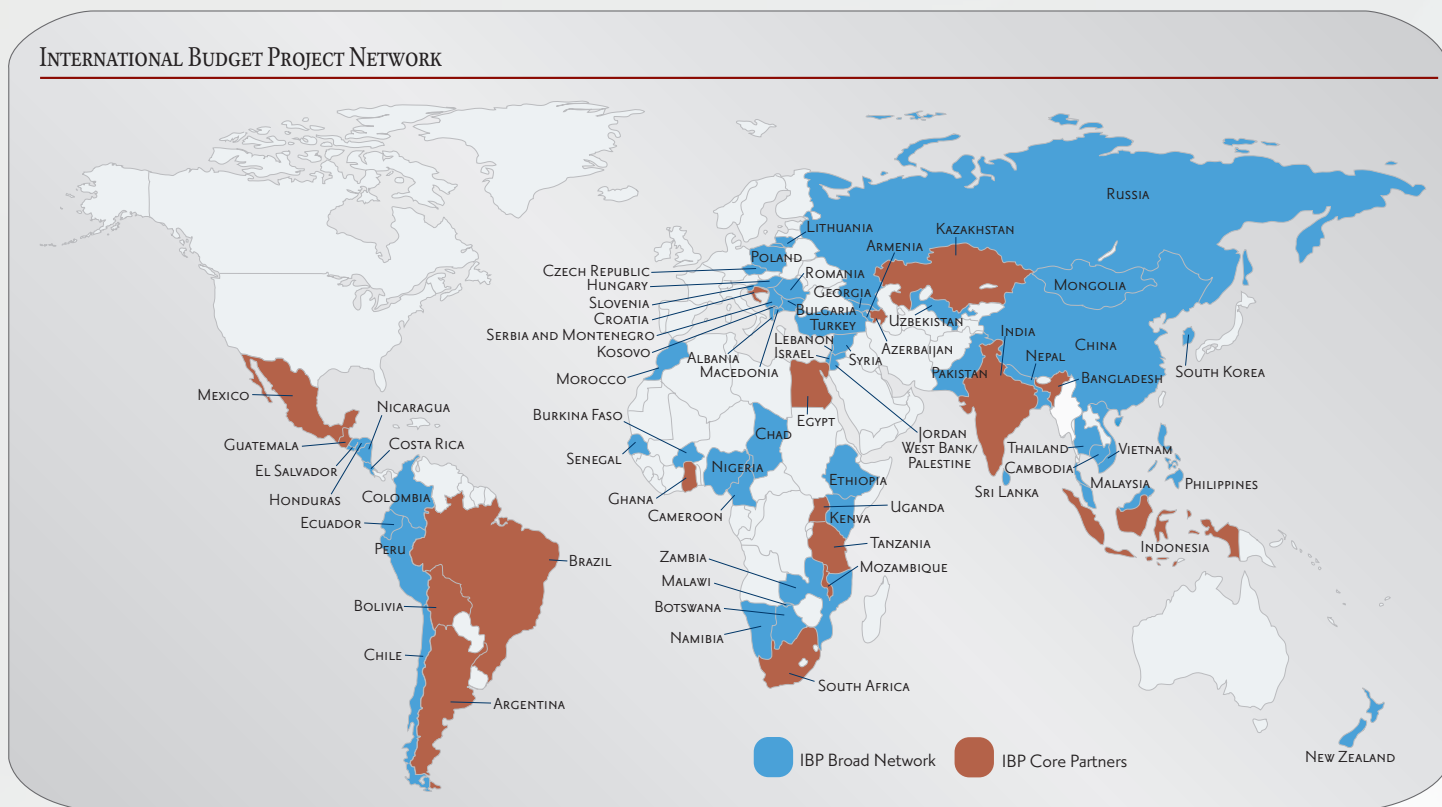 International Budget Project Network
Russia
Lithuania
Kazakhstan
Armenia
Poland
Czech Republic
Romania
Hungary
Georgia
Mongolia
Slovenia
Bulgaria
Croatia
Uzbekistan
Turkey
Serbia and Montenegro
India
Lebanon
China
Kosovo
Israel
Azerbaijan
Albania
Syria
Nepal
Macedonia
Pakistan
South Korea
Morocco
Bangladesh
Mexico
Nicaragua
Burkina Faso
Egypt
Chad
Jordan
West Bank/
Palestine
Guatemala
Costa Rica
Thailand
Vietnam
Senegal
El Salvador
Nigeria
Cambodia
Ethiopia
Malaysia
Philippines
Honduras
Colombia
Ghana
Sri Lanka
Uganda
Cameroon
Kenva
Ecuador
Tanzania
Indonesia
Peru
Brazil
Zambia
Mozambique
Malawi
Bolivia
Botswana
Namibia
Chile
South Africa
Argentina
IBP Broad Network
IBP Core Partners
New Zealand